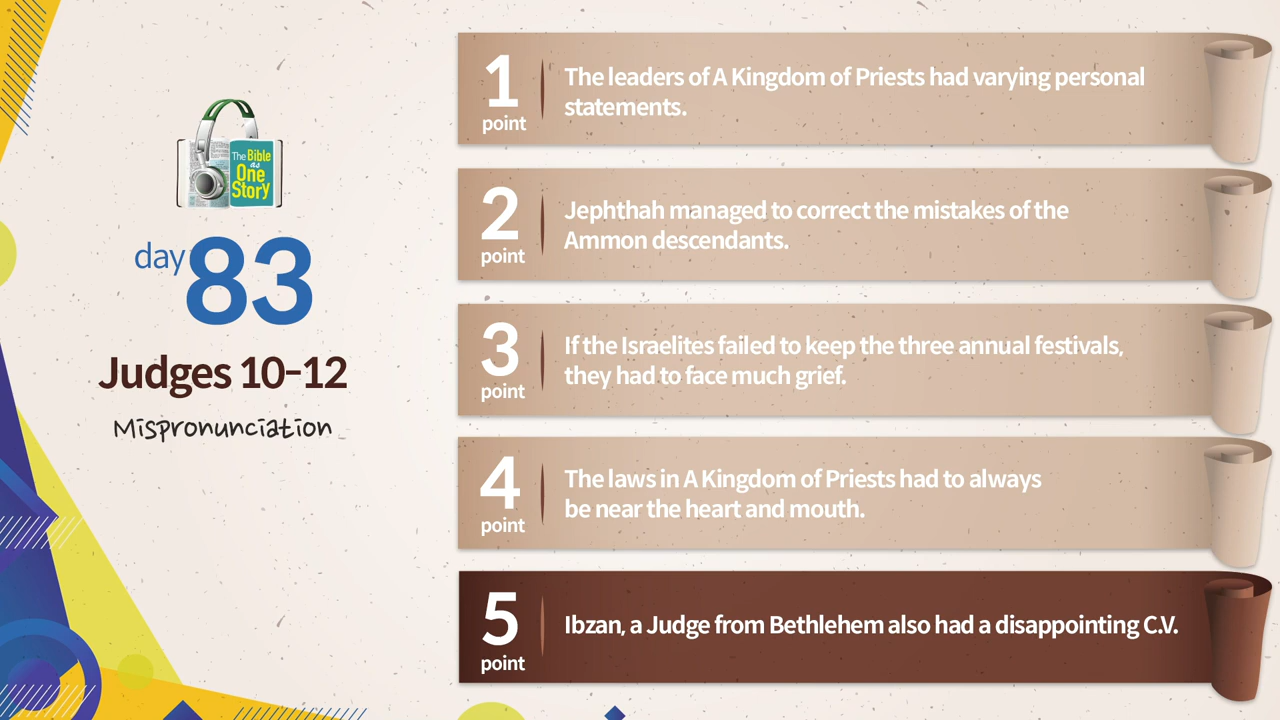 The Bible
as
One
Story
day 83
Judges 10-12
Mispronunciation
1
point
The leaders of A Kingdom of Priests had varying personal
statements.
2
point
Jephthah managed to correct the mistakes of the
Ammon descendants.
3
point
If the Israelites failed to keep the three annual festivals,
they had to face much grief.
4
point
The laws in A Kingdom of Priests had to always
be near the heart and mouth.
5
point
Ibzan, a Judge from Bethlehem also had a disappointing C.V.